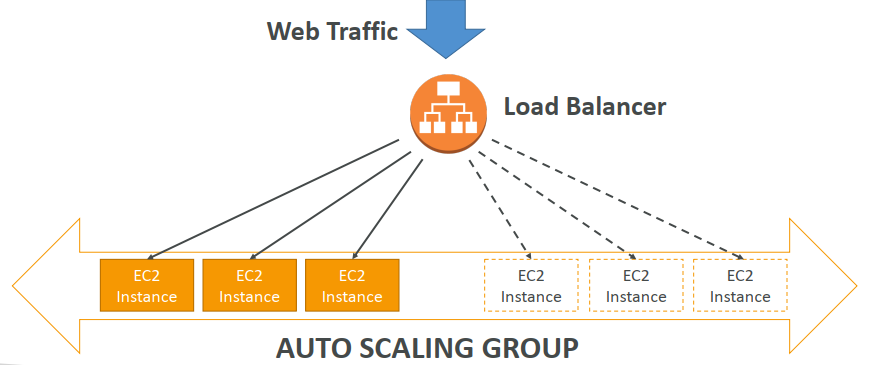 Web Traffic
Load Balancer
EC2
Instance
EC2
Instance
EC2
Instance
EC2
Instance
EC2
Instance
EC2
Instance
AUTO SCALING GROUP